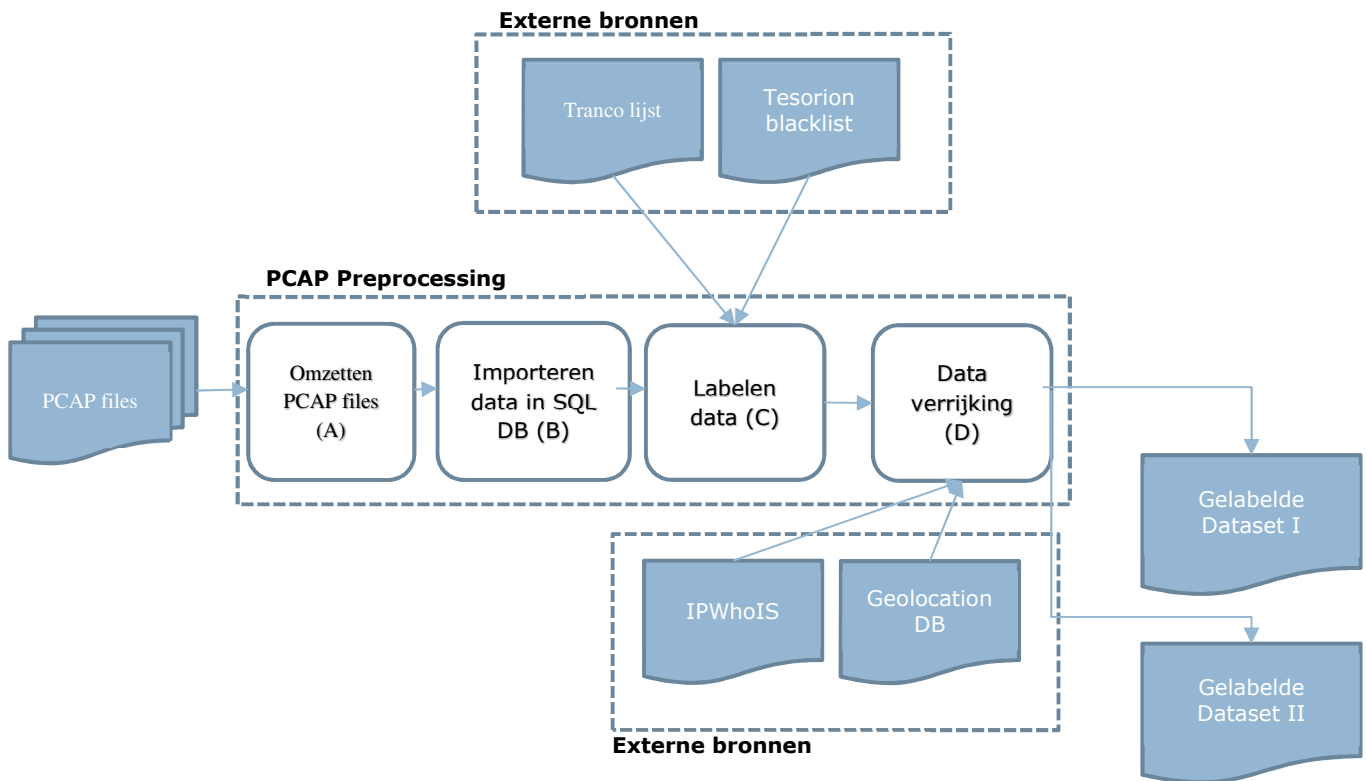 Externe bronnen
Tranco lijst
Tesorion
blacklist
PCAP Preprocessing
PCAP files
Omzetten
PCAP files
(A)
Importeren
data in SQL
DB (B)
Labelen
data (C)
Data
verrijking
(D)
Gelabelde
Dataset I
IPWhoIS
Geolocation
DB
Gelabelde
Dataset II
Externe bronnen